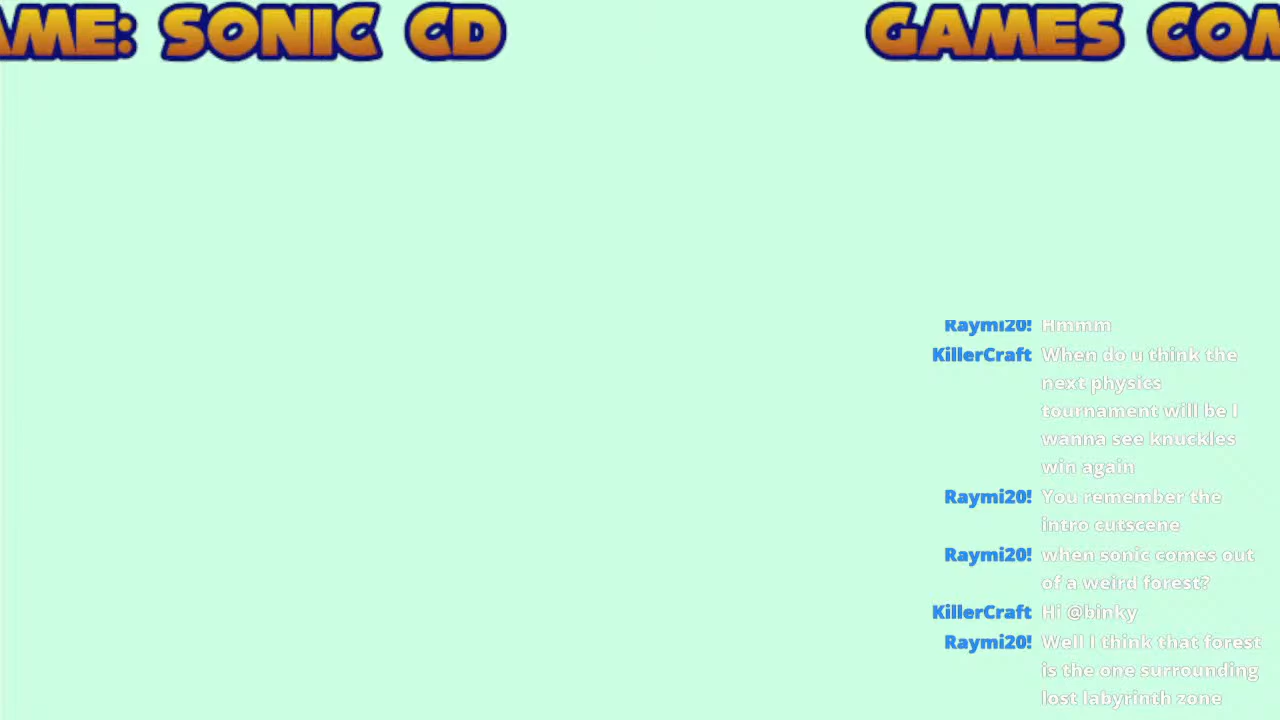 AME: SONIC CD GAMES COM
Raymi20! Hmmm
KillerCraft When do u think the
next physics
tournament will be I
wanna see knuckles
win again
Raymi20! You remember the
intro cutscene
Raymi20! when sonic comes out
of a weird forest?
KillerCraft Hi @binky
Raymi20! Well I think that forest
is the one surrounding
lost labyrinth zone